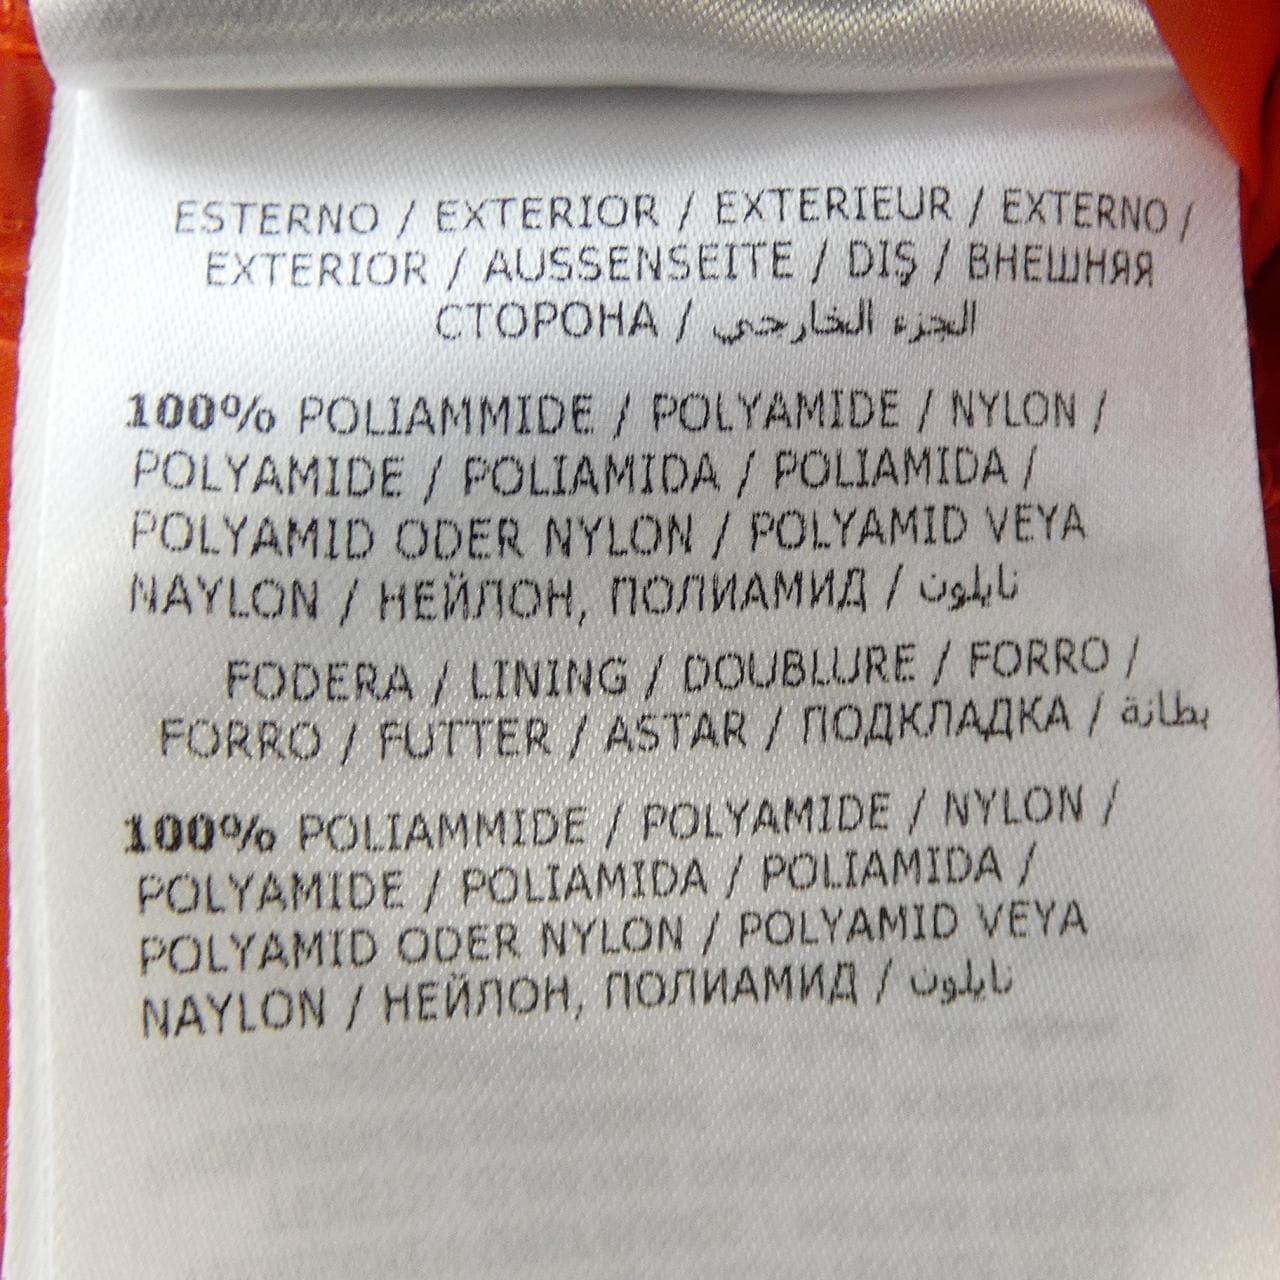 ESTERNO / EXTERIOR / EXTERIEUR / EXTERNO /
EXTERIOR / AUSSENSEITE / DIŞ / ВНЕШНЯЯ
СТОРОНА / الجزء الخارجي
100% POLIAMMIDE / POLYAMIDE / NYLON /
POLYAMIDE / POLIAMIDA / POLIAMIDA /
POLYAMID ODER NYLON / POLYAMID VEYA
NAYLON / НЕЙЛОН, ПОЛИАМИД / نايلون
FODERA / LINING / DOUBLURE / FORRO /
FORRO / FUTTER / ASTAR / ПОДКЛАДКА / بطانة
100% POLIAMMIDE / POLYAMIDE / NYLON /
POLYAMIDE / POLIAMIDA / POLIAMIDA /
POLYAMID ODER NYLON / POLYAMID VEYA
NAYLON / НЕЙЛОН, ПОЛИАМИД / نايلون